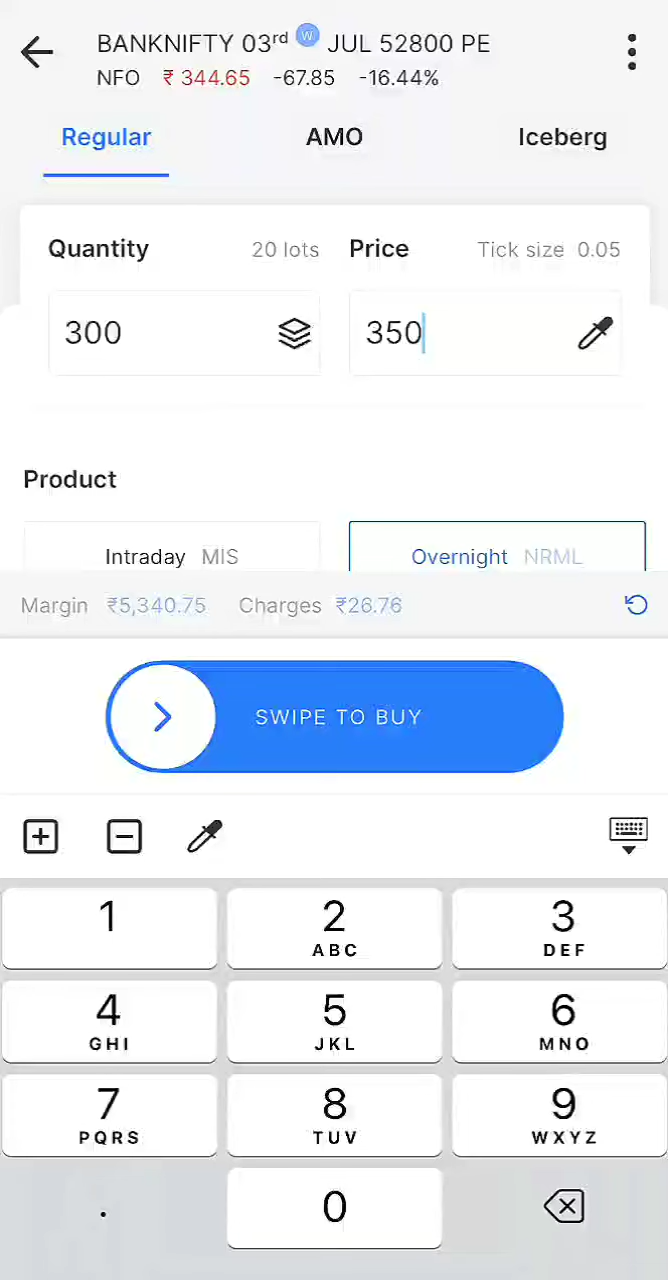 BANKNIFTY 03rd W JUL 52800 PE
NFO ₹ 344.65 -67.85 -16.44%
Regular AMO Iceberg
Quantity 20 lots Price Tick size 0.05
300 350
Product
Intraday MIS Overnight NRML
Margin ₹5,340.75 Charges ₹26.76
SWIPE TO BUY
1 2 3
ABC DEF
4 5 6
GHI JKL MNO
7 8 9
PQRS TUV WXYZ
. 0